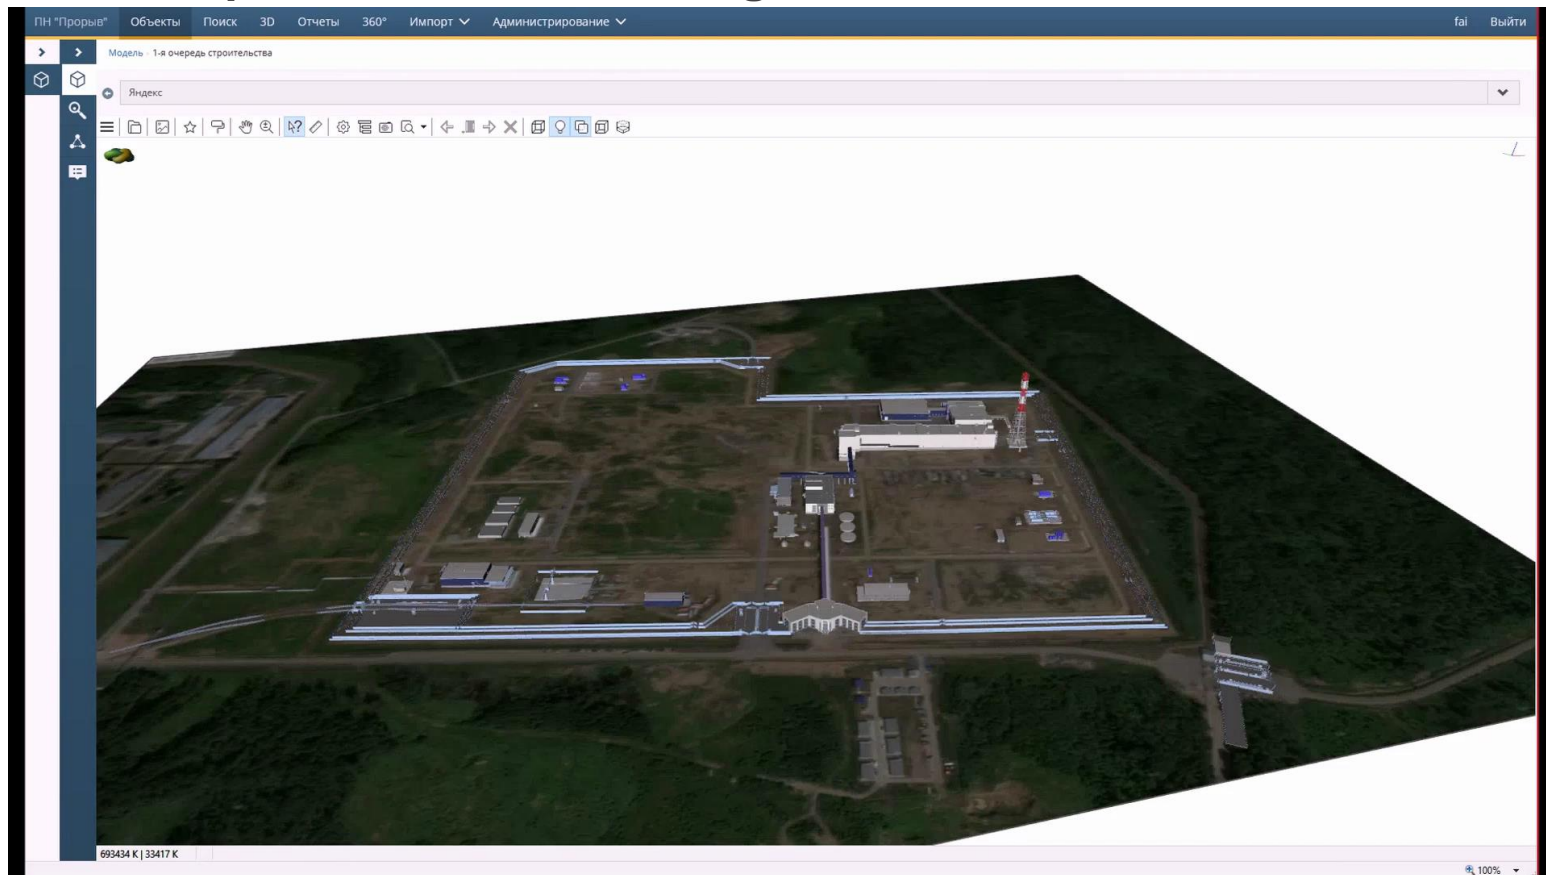 ПН "Прорыв" Объекты Поиск 3D Отчеты 360° Импорт Администрирование fai Выйти
Модель 1-я очередь строительства
Яндекс
693434 K | 33417 K
100%